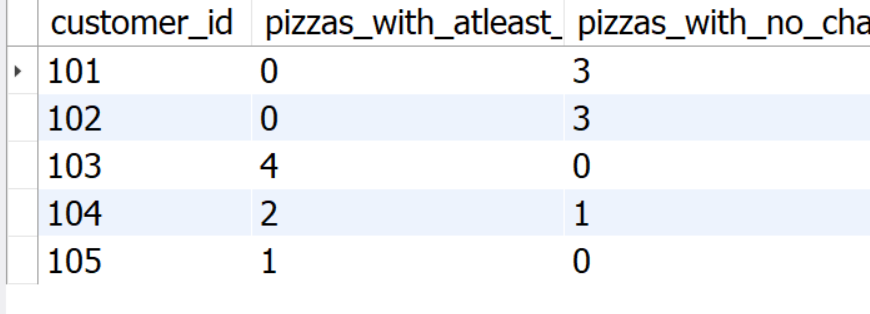 customer_id pizzas_with_atleast_ pizzas_with_no_cha
101 0 3
102 0 3
103 4 0
104 2 1
105 1 0